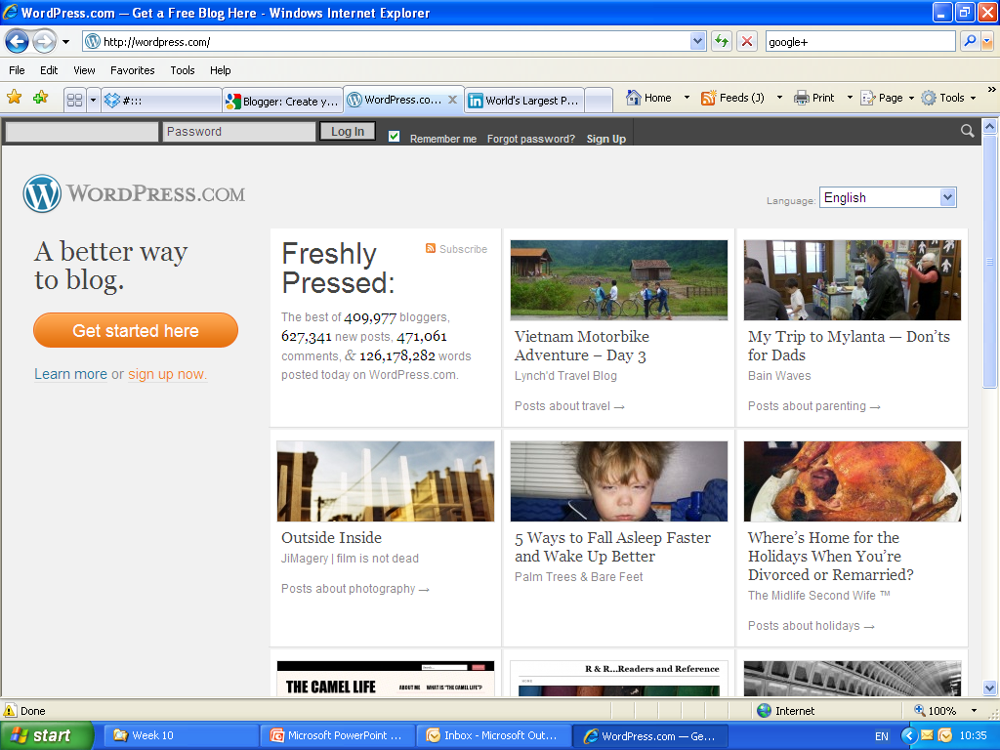 WordPress.com — Get a Free Blog Here - Windows Internet Explorer
http://wordpress.com/
google+
File Edit View Favorites Tools Help
#:::
Blogger: Create y...
WordPress.co...
World's Largest P...
Home
Feeds (J)
Print
Page
Tools
Password
Log In
Remember me
Forgot password?
Sign Up
WORDPRESS.COM
Language:
English
A better way
to blog.
Get started here
Learn more or sign up now.
Freshly
Pressed:
Subscribe
The best of 409,977 bloggers,
627,341 new posts, 471,061
comments, & 126,178,282 words
posted today on WordPress.com.
Vietnam Motorbike
Adventure – Day 3
Lynch'd Travel Blog
Posts about travel →
My Trip to Mylanta — Don'ts
for Dads
Bain Waves
Posts about parenting →
Outside Inside
JiMagery | film is not dead
Posts about photography →
5 Ways to Fall Asleep Faster
and Wake Up Better
Palm Trees & Bare Feet
Where's Home for the
Holidays When You're
Divorced or Remarried?
The Midlife Second Wife ™
Posts about holidays →
THE CAMEL LIFE
ABOUT ME WHAT IS "THE CAMEL LIFE"?
R & R...Readers and Reference
HOME
Done
Internet
100%
start
Week 10
Microsoft PowerPoint ...
Inbox - Microsoft Out...
WordPress.com — Ge...
EN
10:35